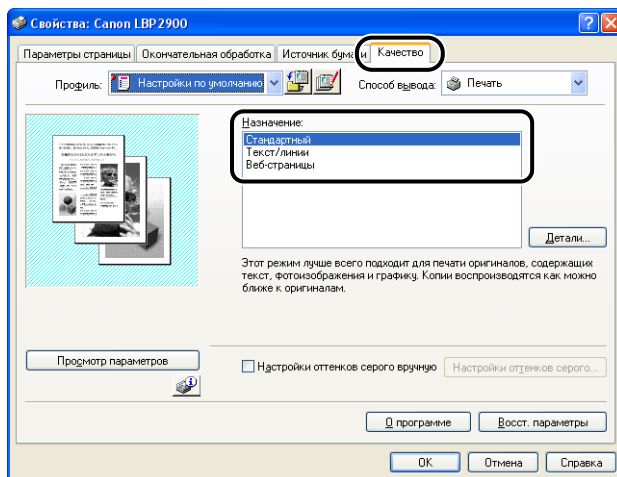 Свойства: Canon LBP2900
Параметры страницы Окончательная обработка Источник бумаги Качество
Профиль: Настройки по умолчанию Способ вывода: Печать
Назначение:
Стандартный
Текст/линии
Веб-страницы
Детали...
Этот режим лучше всего подходит для печати оригиналов, содержащих
текст, фотоизображения и графику. Копии воспроизводятся как можно
ближе к оригиналам.
Просмотр параметров
Настройки оттенков серого вручную Настройки оттенков серого...
О программе Восст. параметры
OK Отмена Справка